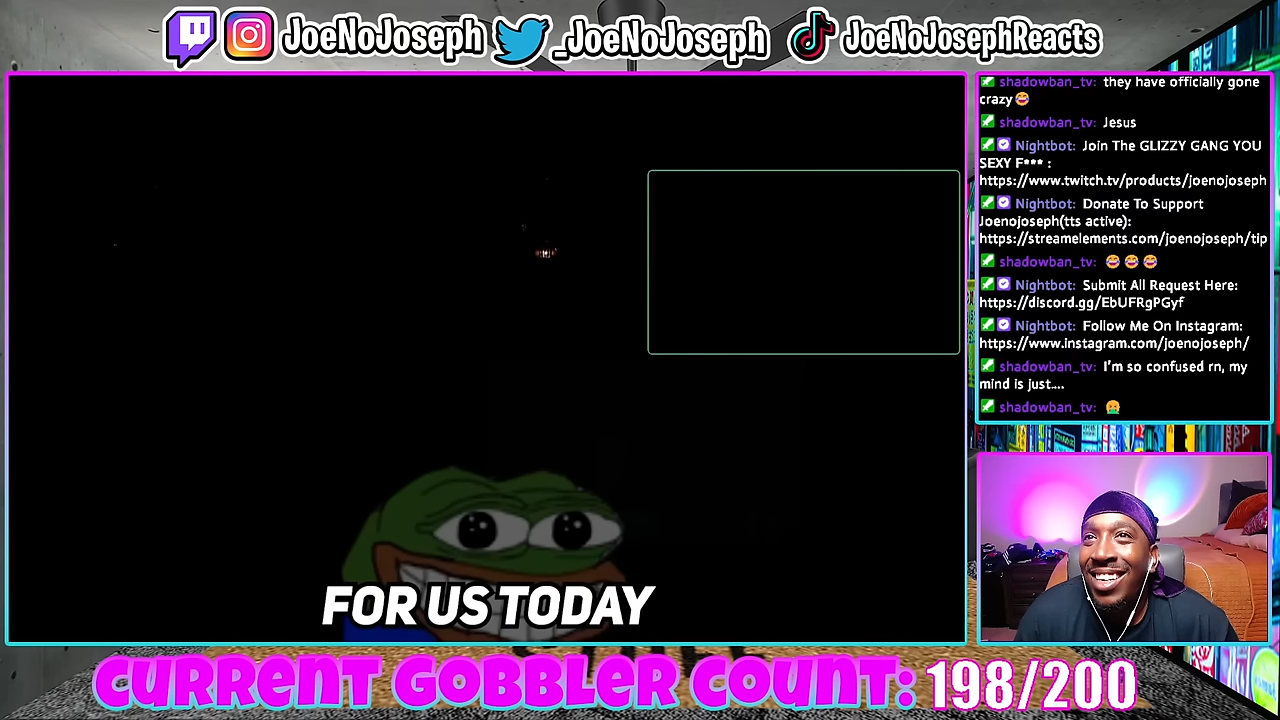 JoeNoJoseph
_JoeNoJoseph
JoeNoJosephReacts
shadowban_tv: they have officially gone
crazy😂
shadowban_tv: Jesus
Nightbot: Join The GLIZZY GANG YOU
SEXY F*** :
https://www.twitch.tv/products/joenojoseph
Nightbot: Donate To Support
Joenojoseph(tts active):
https://streamelements.com/joenojoseph/tip
shadowban_tv: 😂😂😂
Nightbot: Submit All Request Here:
https://discord.gg/EbUFRgPGyf
Nightbot: Follow Me On Instagram:
https://www.instagram.com/joenojoseph/
shadowban_tv: I'm so confused rn, my
mind is just....
shadowban_tv: 🤮
FOR US TODAY
CURRENT GOBBLER COUNT: 198/200